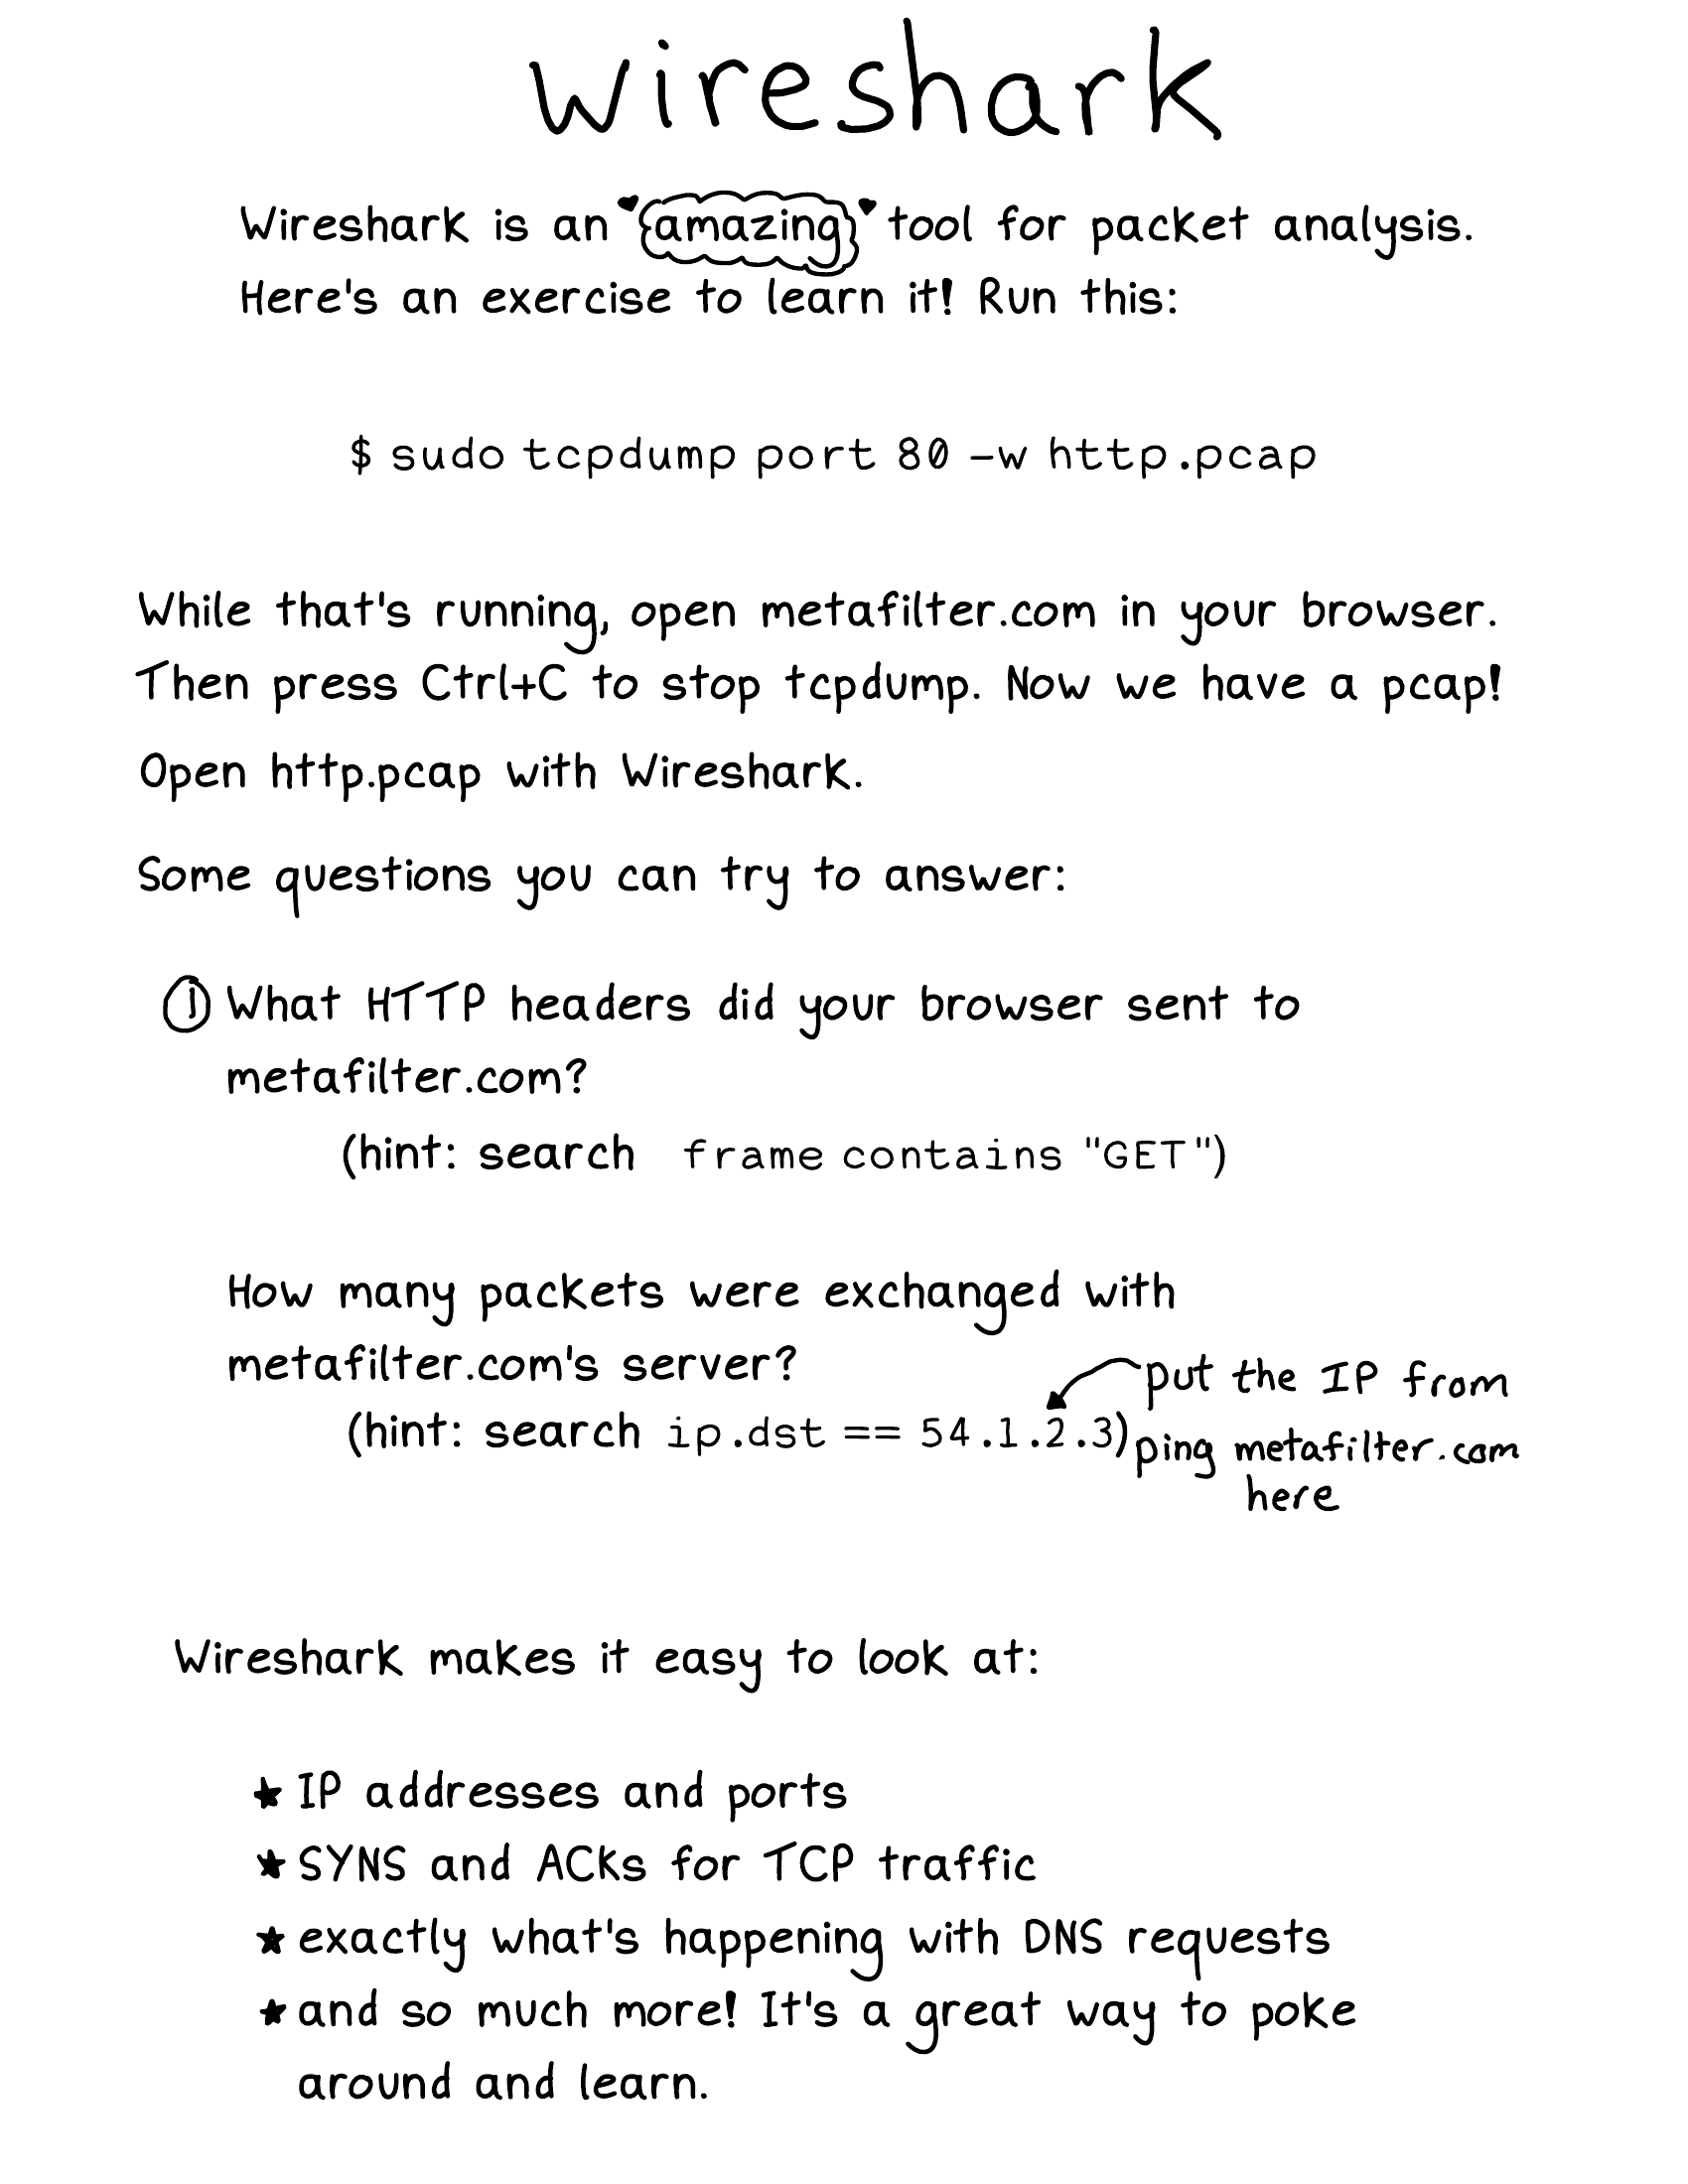 wireshark
Wireshark is an amazing tool for packet analysis.
Here's an exercise to learn it! Run this:
$ sudo tcpdump port 80 -w http.pcap
While that's running, open metafilter.com in your browser.
Then press Ctrl+C to stop tcpdump. Now we have a pcap!
Open http.pcap with Wireshark.
Some questions you can try to answer:
① What HTTP headers did your browser sent to
metafilter.com?
(hint: search frame contains "GET")
How many packets were exchanged with
metafilter.com's server?
(hint: search ip.dst == 54.1.2.3)
put the IP from
ping metafilter.com
here
Wireshark makes it easy to look at:
★ IP addresses and ports
★ SYNS and ACKs for TCP traffic
★ exactly what's happening with DNS requests
★ and so much more! It's a great way to poke
around and learn.